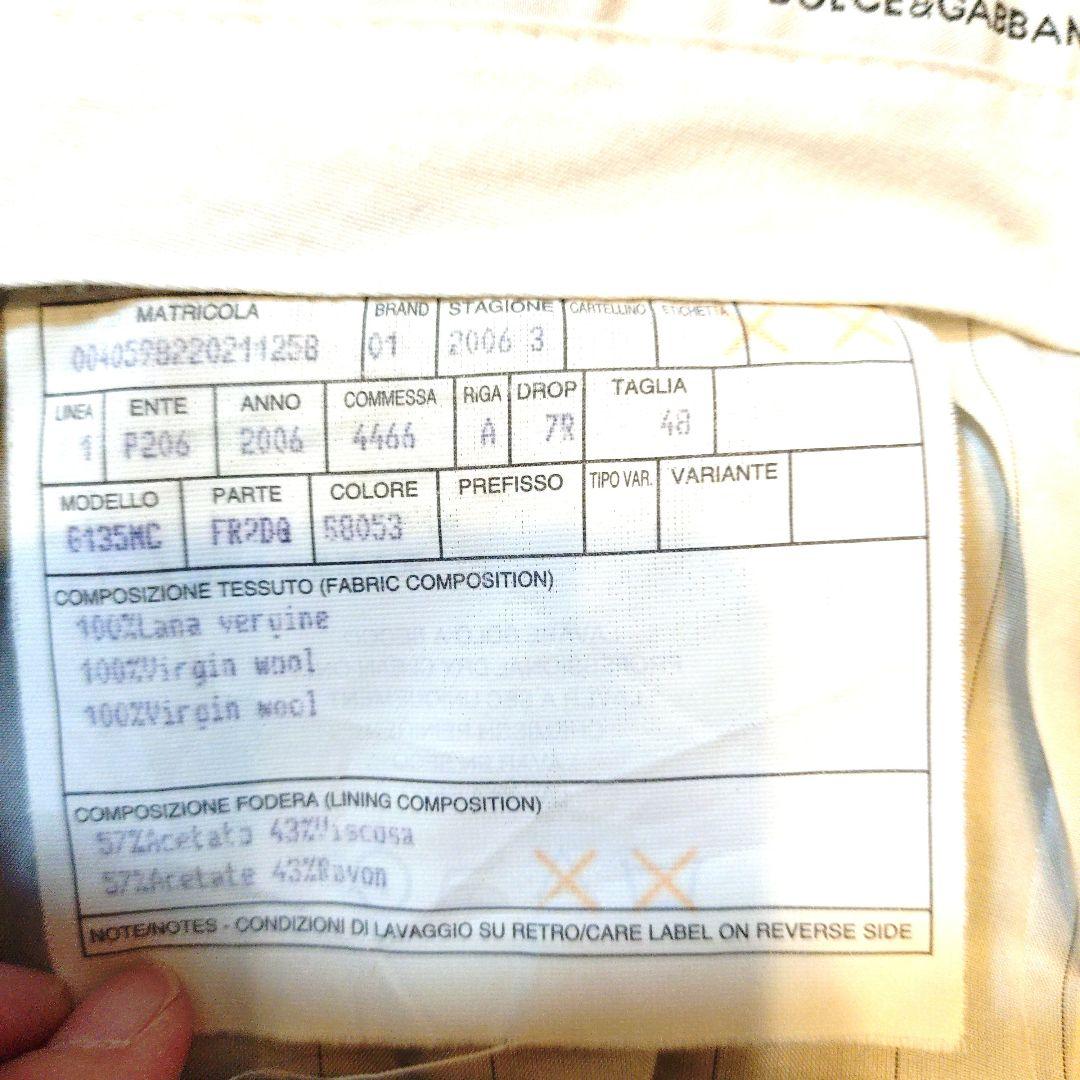 DOLCE&GABBAN
MATRICOLA BRAND STAGIONE CARTELLINO ETICHETTA
0040598220211258 01 2006 3
LINEA ENTE ANNO COMMESSA RIGA DROP TAGLIA
1 P206 2006 4466 A 7R 48
MODELLO PARTE COLORE PREFISSO TIPO VAR. VARIANTE
G135MC FR2DQ 58053
COMPOSIZIONE TESSUTO (FABRIC COMPOSITION)
100%Lana vergine
100%Virgin wool
100%Virgin wool
COMPOSIZIONE FODERA (LINING COMPOSITION)
57%Acetato 43%Viscosa
57%Acetate 43%Rayon
NOTE/NOTES - CONDIZIONI DI LAVAGGIO SU RETRO/CARE LABEL ON REVERSE SIDE